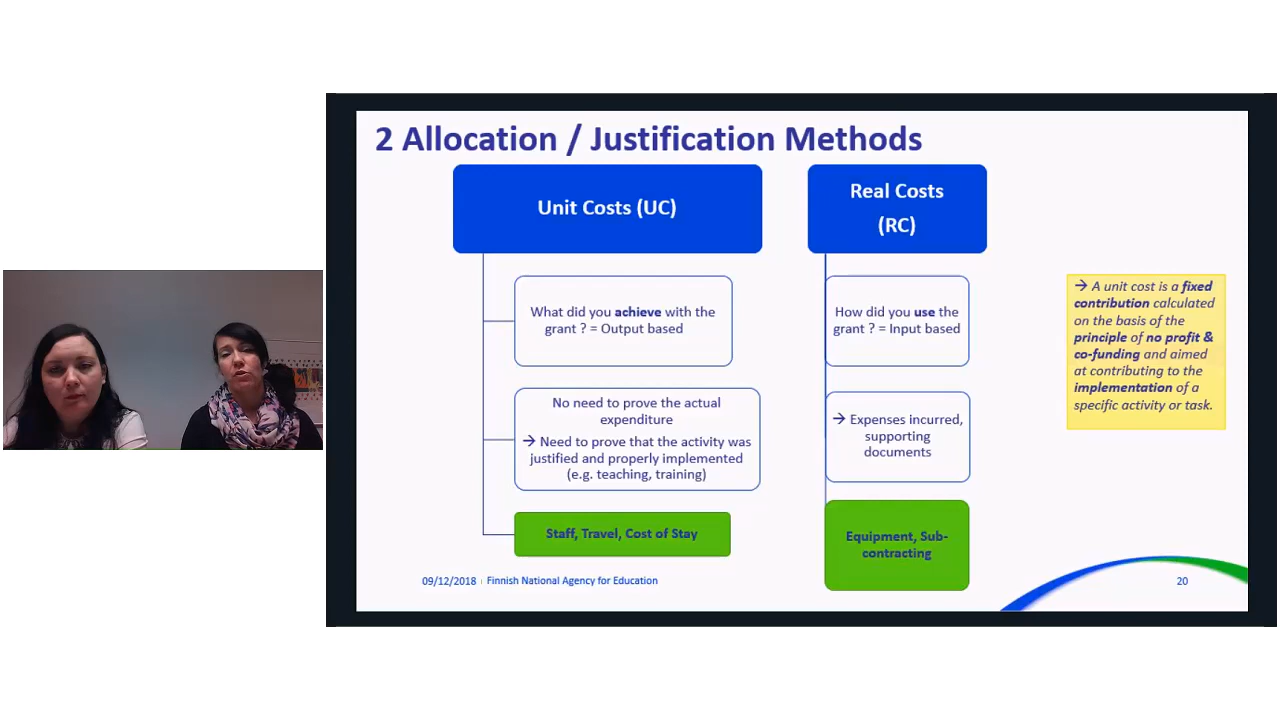 2 Allocation / Justification Methods
Unit Costs (UC)
What did you achieve with the
grant ? = Output based
No need to prove the actual
expenditure
→ Need to prove that the activity was
justified and properly implemented
(e.g. teaching, training)
Staff, Travel, Cost of Stay
Real Costs
(RC)
How did you use the
grant ? = Input based
→ Expenses incurred,
supporting
documents
Equipment, Sub-
contracting
→ A unit cost is a fixed
contribution calculated
on the basis of the
principle of no profit &
co-funding and aimed
at contributing to the
implementation of a
specific activity or task.
09/12/2018 | Finnish National Agency for Education
20